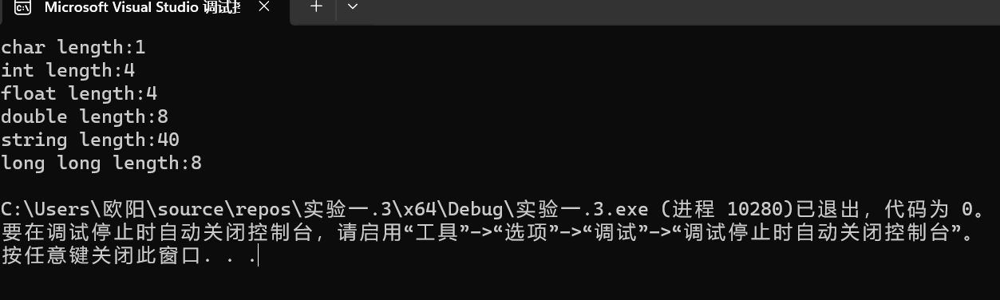 Microsoft Visual Studio 调试控
char length:1
int length:4
float length:4
double length:8
string length:40
long long length:8
C:\Users\欧阳\source\repos\实验一.3\x64\Debug\实验一.3.exe (进程 10280)已退出，代码为 0。
要在调试停止时自动关闭控制台，请启用“工具”->“选项”->“调试”->“调试停止时自动关闭控制台”。
按任意键关闭此窗口. . .